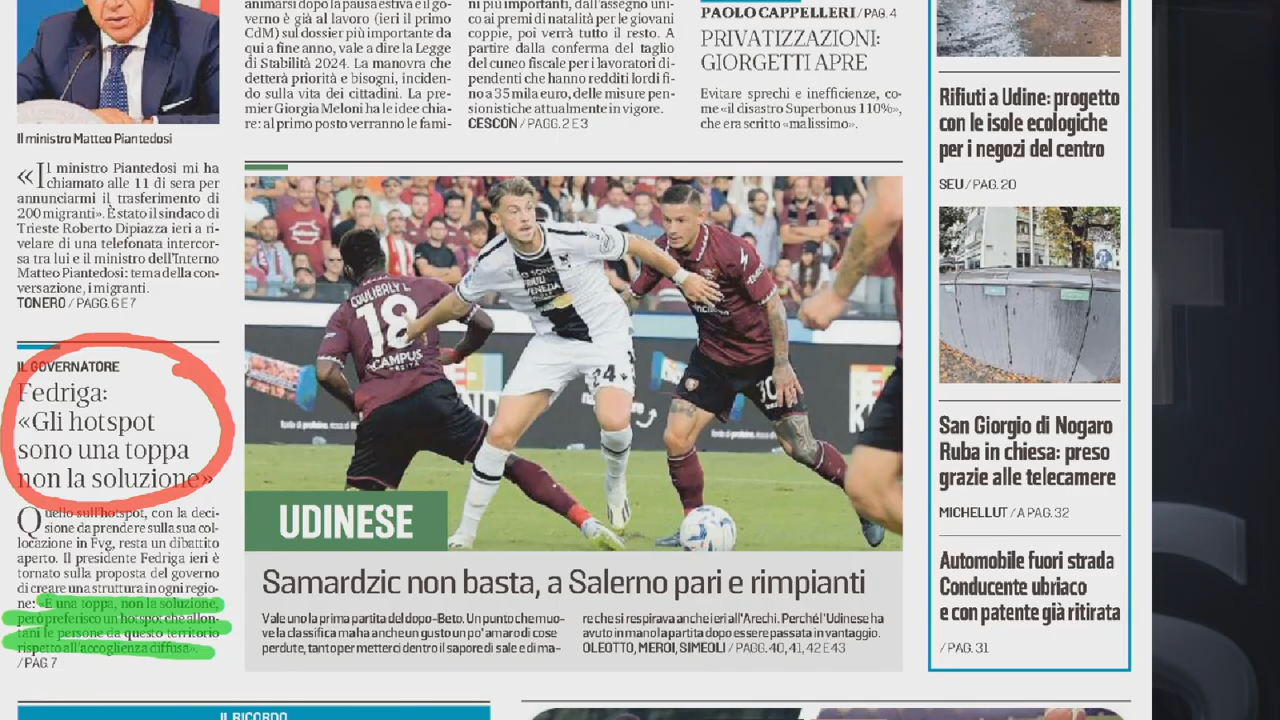 Il ministro Matteo Piantedosi
«Il ministro Piantedosi mi ha
chiamato alle 11 di sera per
annunciarmi il trasferimento di
200 migranti». È stato il sindaco di
Trieste Roberto Dipiazza ieri a ri-
velare di una telefonata intercor-
sa tra lui e il ministro dell'Interno
Matteo Piantedosi: tema della con-
versazione, i migranti.
TONERO / PAGG. 6 E 7
IL GOVERNATORE
Fedriga:
«Gli hotspot
sono una toppa
non la soluzione»
Quello sull'hotspot, con la deci-
sione da prendere sulla sua col-
locazione in Fvg, resta un dibattito
aperto. Il presidente Fedriga ieri è
tornato sulla proposta del governo
di creare una struttura in ogni regio-
ne: «È una toppa, non la soluzione,
però preferisco un hotspot che allon-
tani le persone da questo territorio
rispetto all'accoglienza diffusa».
/ PAG. 7
animarsi dopo la pausa estiva e il go-
verno è già al lavoro (ieri il primo
CdM) sul dossier più importante da
qui a fine anno, vale a dire la Legge
di Stabilità 2024. La manovra che
detterà priorità e bisogni, inciden-
do sulla vita dei cittadini. La pre-
mier Giorgia Meloni ha le idee chia-
re: al primo posto verranno le fami-
ni più importanti, dall'assegno uni-
co ai premi di natalità per le giovani
coppie, poi verrà tutto il resto. A
partire dalla conferma del taglio
del cuneo fiscale per i lavoratori di-
pendenti che hanno redditi lordi fi-
no a 35 mila euro, delle misure pen-
sionistiche attualmente in vigore.
CESCON / PAGG. 2 E 3
PAOLO CAPPELLERI / PAG. 4
PRIVATIZZAZIONI:
GIORGETTI APRE
Evitare sprechi e inefficienze, co-
me «il disastro Superbonus 110%»,
che era scritto «malissimo».
COULIBALY L.
18
CAMPUS
24
30
UDINESE
Samardzic non basta, a Salerno pari e rimpianti
Vale uno la prima partita del dopo-Beto. Un punto che muo-
ve la classifica ma ha anche un gusto un po' amaro di cose
perdute, tanto per metterci dentro il sapore di sale e di ma-
re che si respirava anche ieri all'Arechi. Perché l'Udinese ha
avuto in mano la partita dopo essere passata in vantaggio.
OLEOTTO, MEROI, SIMEOLI / PAGG. 40, 41, 42 E 43
Rifiuti a Udine: progetto
con le isole ecologiche
per i negozi del centro
SEU / PAG. 20
San Giorgio di Nogaro
Ruba in chiesa: preso
grazie alle telecamere
MICHELLUT / A PAG. 32
Automobile fuori strada
Conducente ubriaco
e con patente già ritirata
/ PAG. 31
IL RICORDO